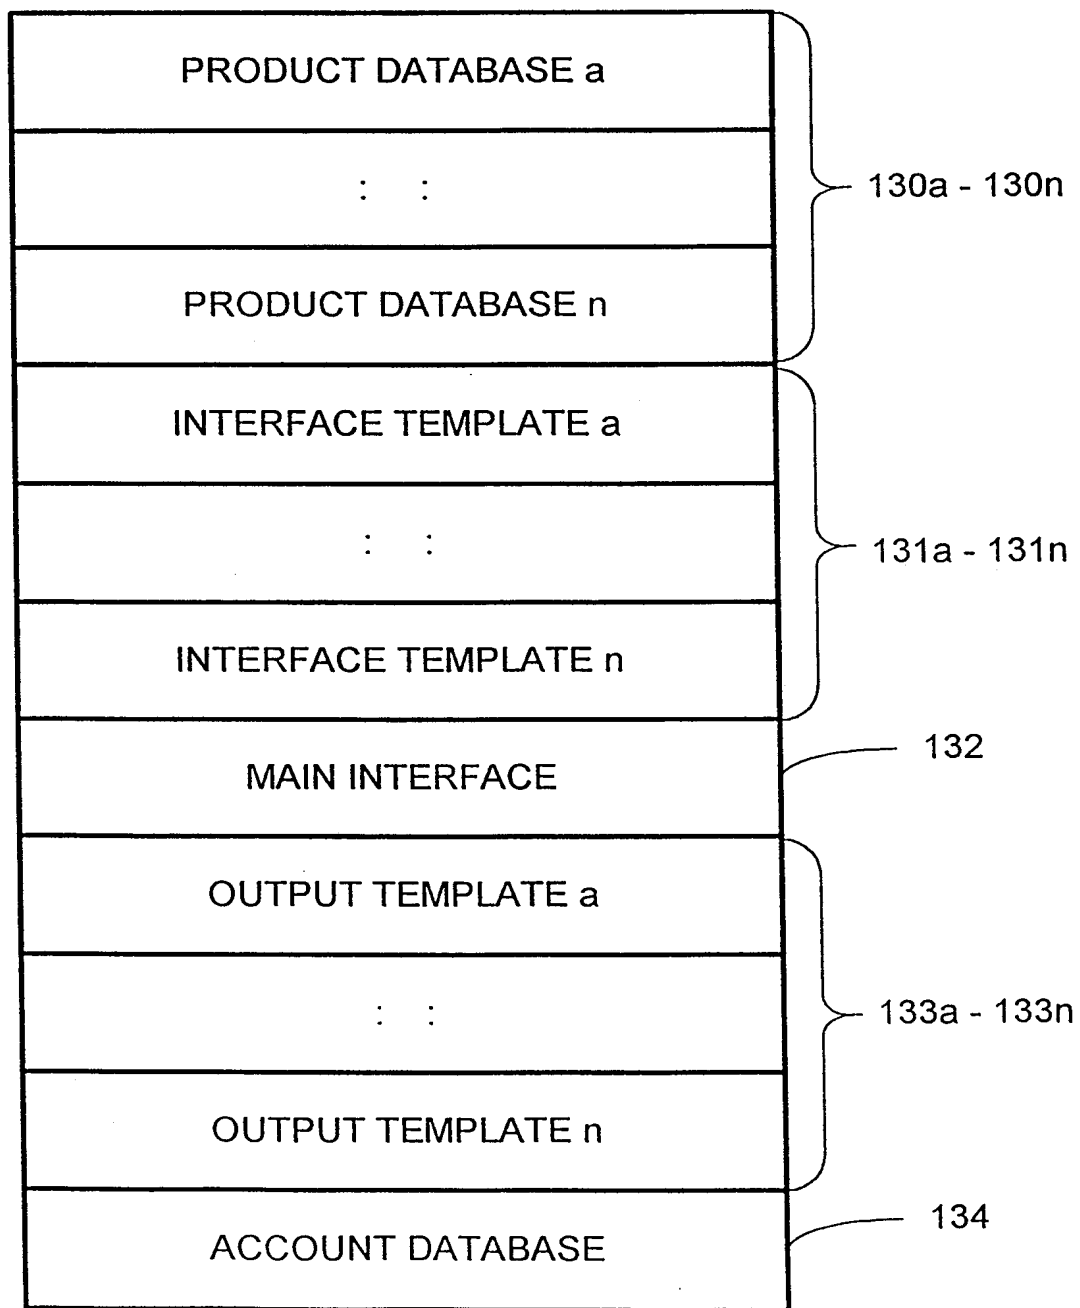 PRODUCT DATABASE a
: :
130a - 130n
PRODUCT DATABASE n
INTERFACE TEMPLATE a
: :
131a - 131n
INTERFACE TEMPLATE n
132
MAIN INTERFACE
OUTPUT TEMPLATE a
: :
133a - 133n
OUTPUT TEMPLATE n
134
ACCOUNT DATABASE